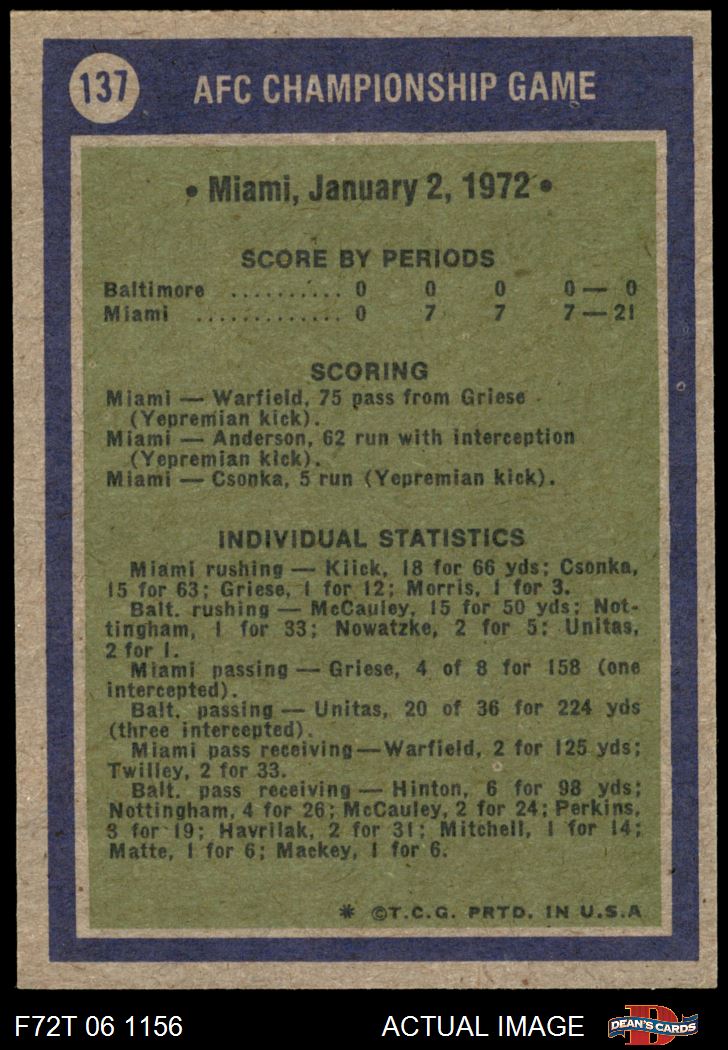 137
AFC CHAMPIONSHIP GAME
• Miami, January 2, 1972 •
SCORE BY PERIODS
Baltimore .......... 0 0 0 0 — 0
Miami ............. 0 7 7 7 — 21
SCORING
Miami — Warfield, 75 pass from Griese
(Yepremian kick).
Miami — Anderson, 62 run with interception
(Yepremian kick).
Miami — Csonka, 5 run (Yepremian kick).
INDIVIDUAL STATISTICS
Miami rushing — Kiick, 18 for 66 yds; Csonka,
15 for 63; Griese, 1 for 12; Morris, 1 for 3.
Balt. rushing — McCauley, 15 for 50 yds; Not-
tingham, 1 for 33; Nowatzke, 2 for 5; Unitas,
2 for 1.
Miami passing — Griese, 4 of 8 for 158 (one
intercepted).
Balt. passing — Unitas, 20 of 36 for 224 yds
(three intercepted).
Miami pass receiving — Warfield, 2 for 125 yds;
Twilley, 2 for 33.
Balt. pass receiving — Hinton, 6 for 98 yds;
Nottingham, 4 for 26; McCauley, 2 for 24; Perkins,
3 for 19; Havrilak, 2 for 31; Mitchell, 1 for 14;
Matte, 1 for 6; Mackey, 1 for 6.
* ©T.C.G. PRTD. IN U.S.A
F72T 06 1156
ACTUAL IMAGE
D
DEAN'S CARDS